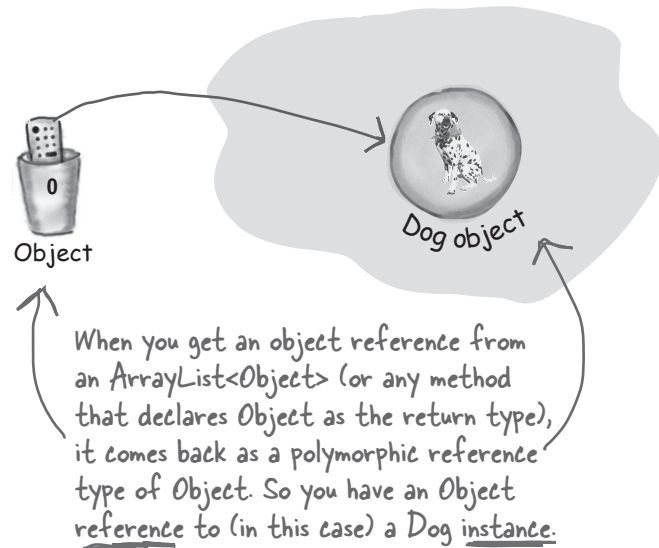 o
Object
Dog object
When you get an object reference from
an ArrayList<Object> (or any method
that declares Object as the return type),
it comes back as a polymorphic reference
type of Object. So you have an Object
reference to (in this case) a Dog instance.